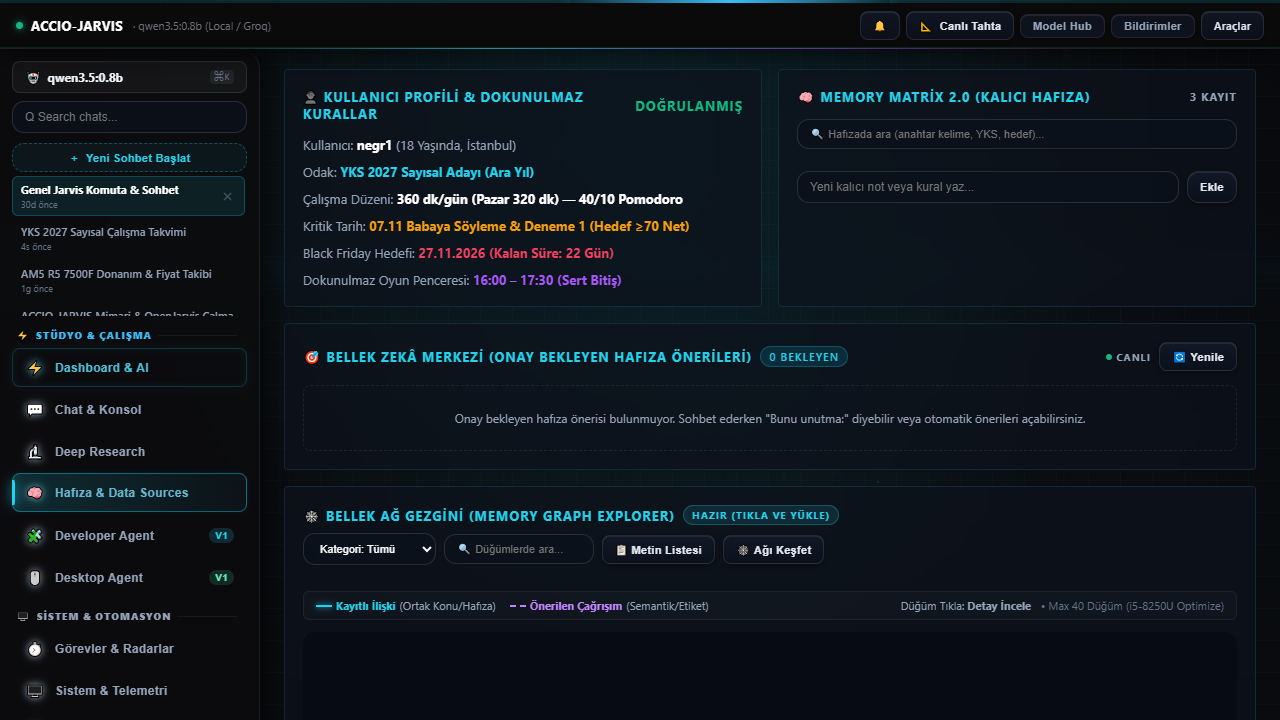 ACCIO-JARVIS · qwen3.5:0.8b (Local / Groq)
Canlı Tahta
Model Hub
Bildirimler
Araçlar
qwen3.5:0.8b ⌘K
Search chats...
+ Yeni Sohbet Başlat
Genel Jarvis Komuta & Sohbet
30d önce
YKS 2027 Sayısal Çalışma Takvimi
4s önce
AM5 R5 7500F Donanım & Fiyat Takibi
1g önce
ACCIO-JARVIS Mimari & OpenJarvis Çalma
STÜDYO & ÇALIŞMA
Dashboard & AI
Chat & Konsol
Deep Research
Hafıza & Data Sources
Developer Agent V1
Desktop Agent V1
SİSTEM & OTOMASYON
Görevler & Radarlar
Sistem & Telemetri
KULLANICI PROFİLİ & DOKUNULMAZ
KURALLAR
DOĞRULANMIŞ
Kullanıcı: negr1 (18 Yaşında, İstanbul)
Odak: YKS 2027 Sayısal Adayı (Ara Yıl)
Çalışma Düzeni: 360 dk/gün (Pazar 320 dk) — 40/10 Pomodoro
Kritik Tarih: 07.11 Babaya Söyleme & Deneme 1 (Hedef ≥70 Net)
Black Friday Hedefi: 27.11.2026 (Kalan Süre: 22 Gün)
Dokunulmaz Oyun Penceresi: 16:00 – 17:30 (Sert Bitiş)
MEMORY MATRİX 2.0 (KALICI HAFIZA) 3 KAYIT
Hafızada ara (anahtar kelime, YKS, hedef)...
Yeni kalıcı not veya kural yaz... Ekle
BELLEK ZEKÂ MERKEZİ (ONAY BEKLEYEN HAFIZA ÖNERİLERİ) 0 BEKLEYEN
CANLI Yenile
Onay bekleyen hafıza önerisi bulunmuyor. Sohbet ederken "Bunu unutma:" diyebilir veya otomatik önerileri açabilirsiniz.
BELLEK AĞ GEZGİNİ (MEMORY GRAPH EXPLORER) HAZIR (TIKLA VE YÜKLE)
Kategori: Tümü Düğümlerde ara... Metin Listesi Ağı Keşfet
Kayıtlı İlişki (Ortak Konu/Hafıza) Önerilen Çağrışım (Semantik/Etiket) Düğüm Tıkla: Detay İncele • Max 40 Düğüm (i5-8250U Optimize)